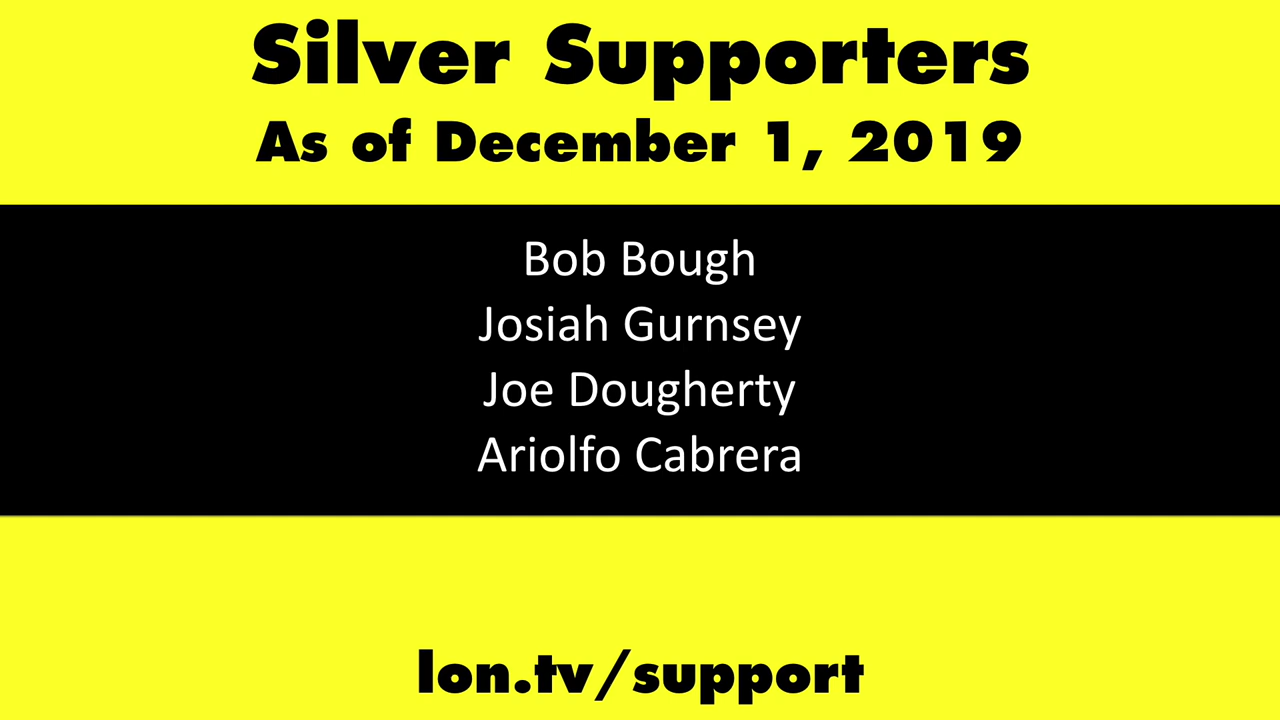 Silver Supporters
As of December 1, 2019
Bob Bough
Josiah Gurnsey
Joe Dougherty
Ariolfo Cabrera
lon.tv/support